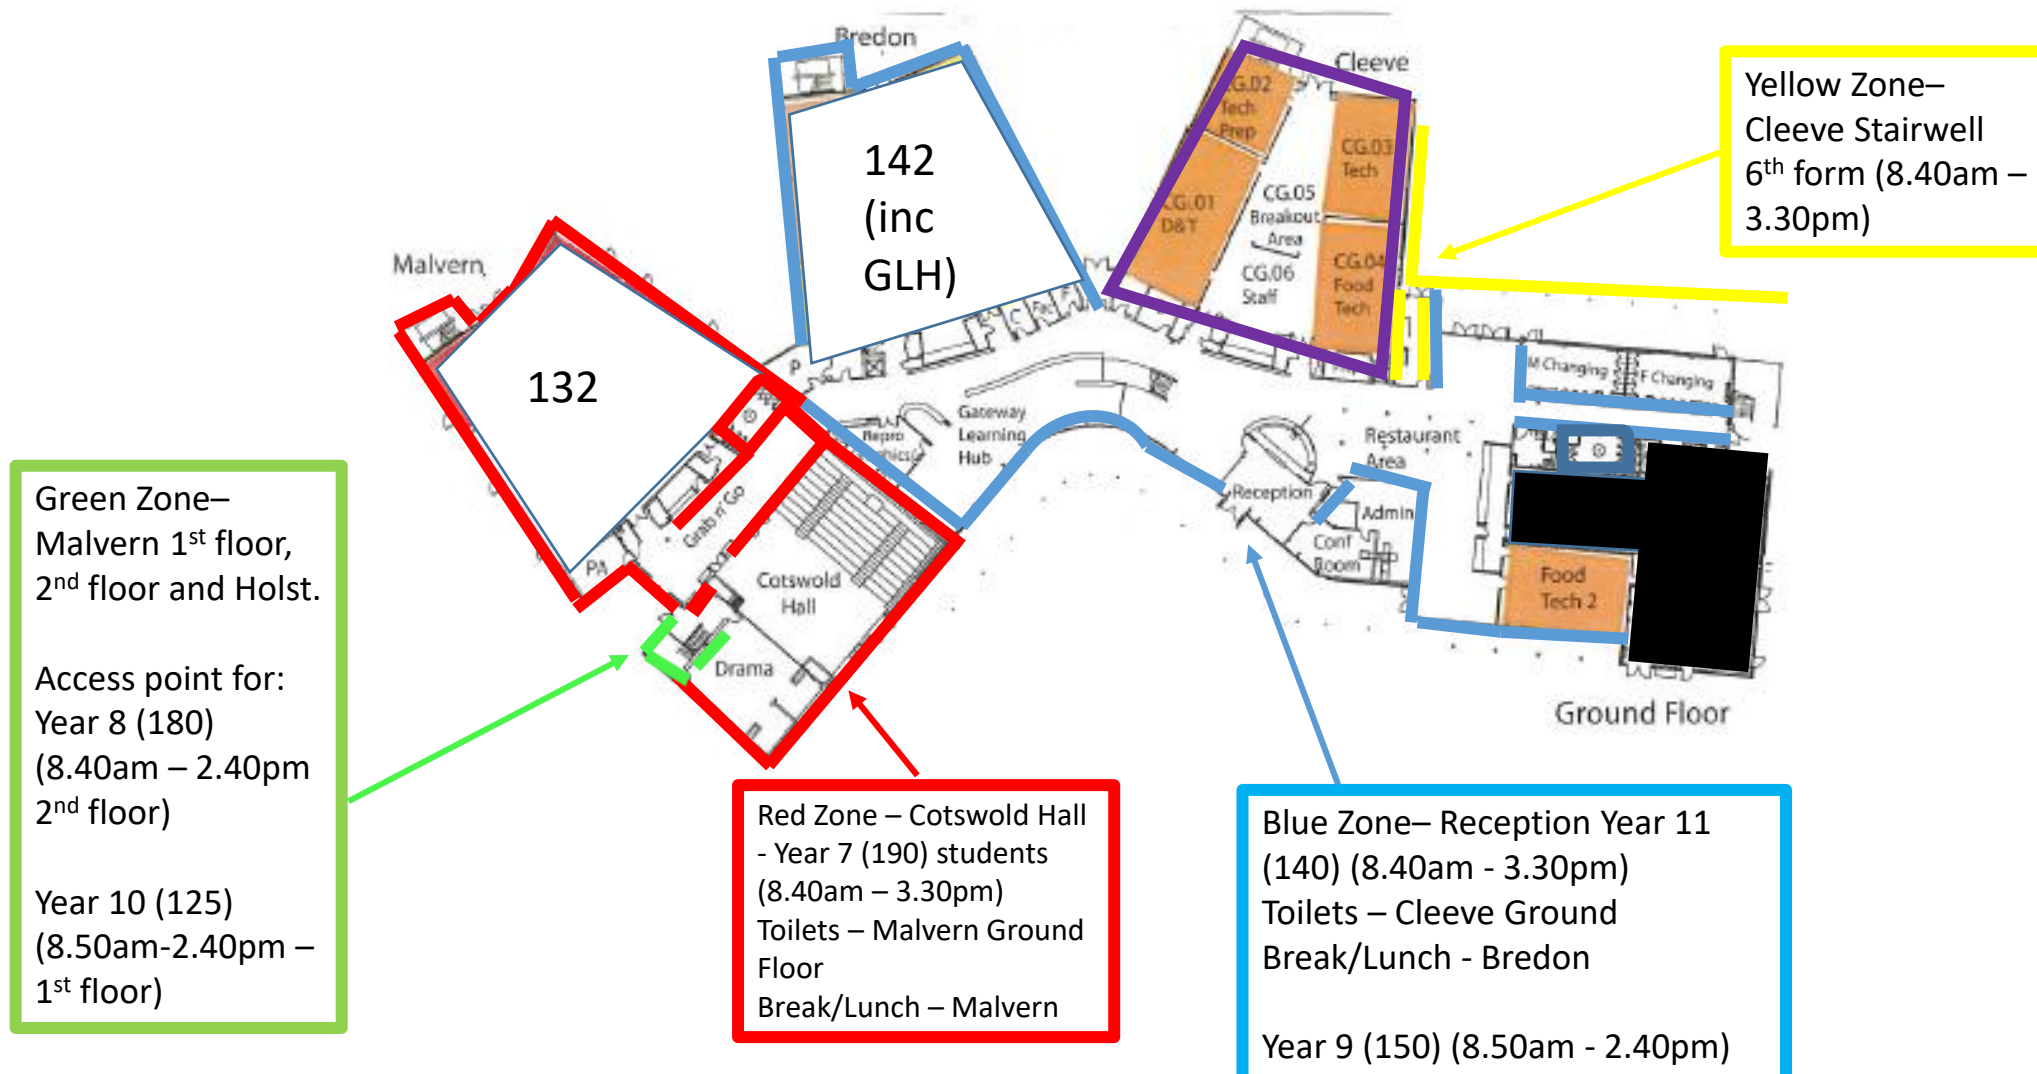 Bredon
Cleeve
Malvern
142
(inc
GLH)
132
CG.02
Tech
Prep
CG.03
Tech
CG.01
D&T
CG.05
Breakout
Area
CG.06
Staff
CG.04
Food
Tech
P
C
Fac
F
M Changing
F Changing
Gateway
Learning
Hub
Repro
Restaurant
Area
Reception
Admin
Conf
Room
Grab n' Go
PA
Cotswold
Hall
Drama
Food
Tech 2
Ground Floor
Yellow Zone–
Cleeve Stairwell
6th form (8.40am –
3.30pm)
Green Zone–
Malvern 1st floor,
2nd floor and Holst.
Access point for:
Year 8 (180)
(8.40am – 2.40pm
2nd floor)
Year 10 (125)
(8.50am-2.40pm –
1st floor)
Red Zone – Cotswold Hall
- Year 7 (190) students
(8.40am – 3.30pm)
Toilets – Malvern Ground
Floor
Break/Lunch – Malvern
Blue Zone– Reception Year 11
(140) (8.40am - 3.30pm)
Toilets – Cleeve Ground
Break/Lunch - Bredon
Year 9 (150) (8.50am - 2.40pm)